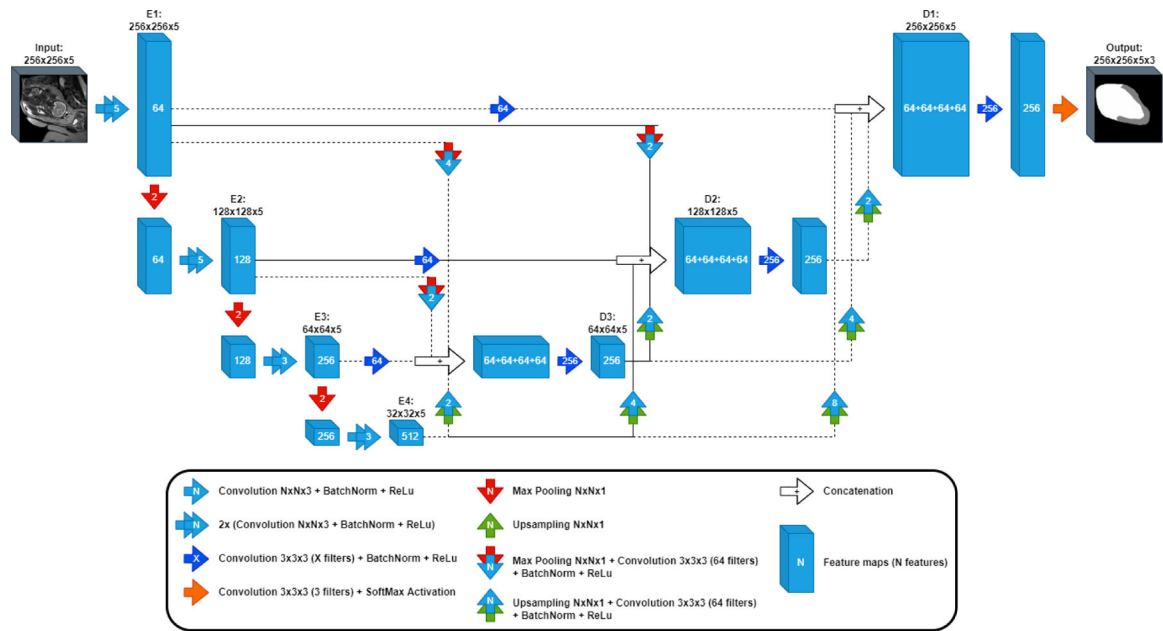 E1:
256x256x5
D1:
256x256x5
Input:
256x256x5
Output:
256x256x5x3
5
64
64
+
64+64+64+64
256
256
4
2
2
E2:
128x128x5
D2:
128x128x5
2
64
5
128
64
+
64+64+64+64
256
256
2
2
E3:
64x64x5
D3:
64x64x5
2
4
128
3
256
64
+
64+64+64+64
256
256
2
E4:
32x32x5
2
4
8
256
3
512
N
Convolution NxNx3 + BatchNorm + ReLu
N
Max Pooling NxNx1
+
Concatenation
N
2x (Convolution NxNx3 + BatchNorm + ReLu)
N
Upsampling NxNx1
X
Convolution 3x3x3 (X filters) + BatchNorm + ReLu
N
Max Pooling NxNx1 + Convolution 3x3x3 (64 filters)
+ BatchNorm + ReLu
N
Feature maps (N features)
Convolution 3x3x3 (3 filters) + SoftMax Activation
N
Upsampling NxNx1 + Convolution 3x3x3 (64 filters)
+ BatchNorm + ReLu